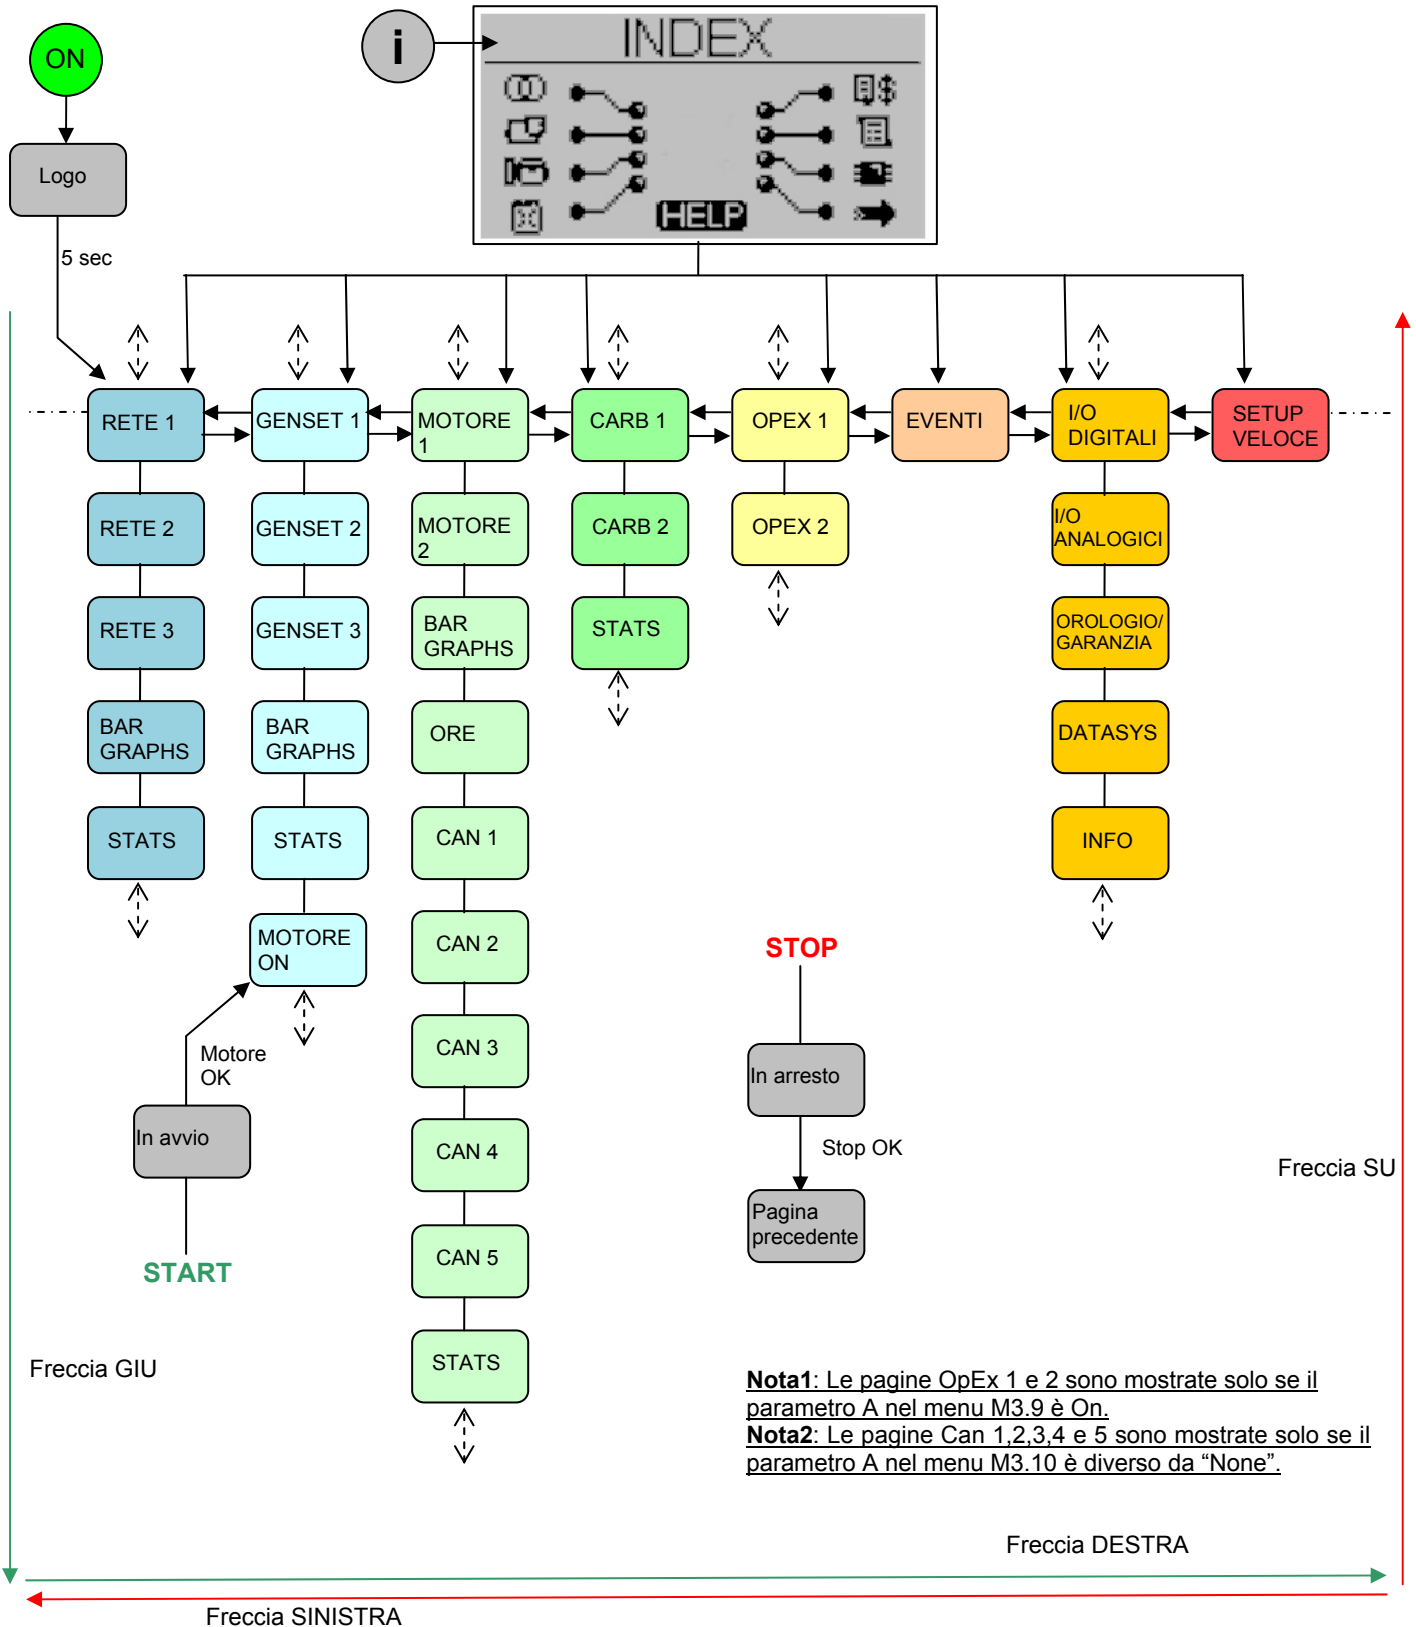 ON
i
INDEX
HELP
Logo
5 sec
RETE 1
GENSET 1
MOTORE
1
CARB 1
OPEX 1
EVENTI
I/O
DIGITALI
SETUP
VELOCE
RETE 2
GENSET 2
MOTORE
2
CARB 2
OPEX 2
I/O
ANALOGICI
RETE 3
GENSET 3
BAR
GRAPHS
STATS
OROLOGIO/
GARANZIA
BAR
GRAPHS
BAR
GRAPHS
ORE
DATASYS
STATS
STATS
CAN 1
INFO
MOTORE
ON
CAN 2
STOP
Motore
OK
CAN 3
In arresto
In avvio
CAN 4
Stop OK
Freccia SU
Pagina
precedente
CAN 5
START
Freccia GIU
STATS
Nota1: Le pagine OpEx 1 e 2 sono mostrate solo se il
parametro A nel menu M3.9 è On.
Nota2: Le pagine Can 1,2,3,4 e 5 sono mostrate solo se il
parametro A nel menu M3.10 è diverso da “None”.
Freccia DESTRA
Freccia SINISTRA